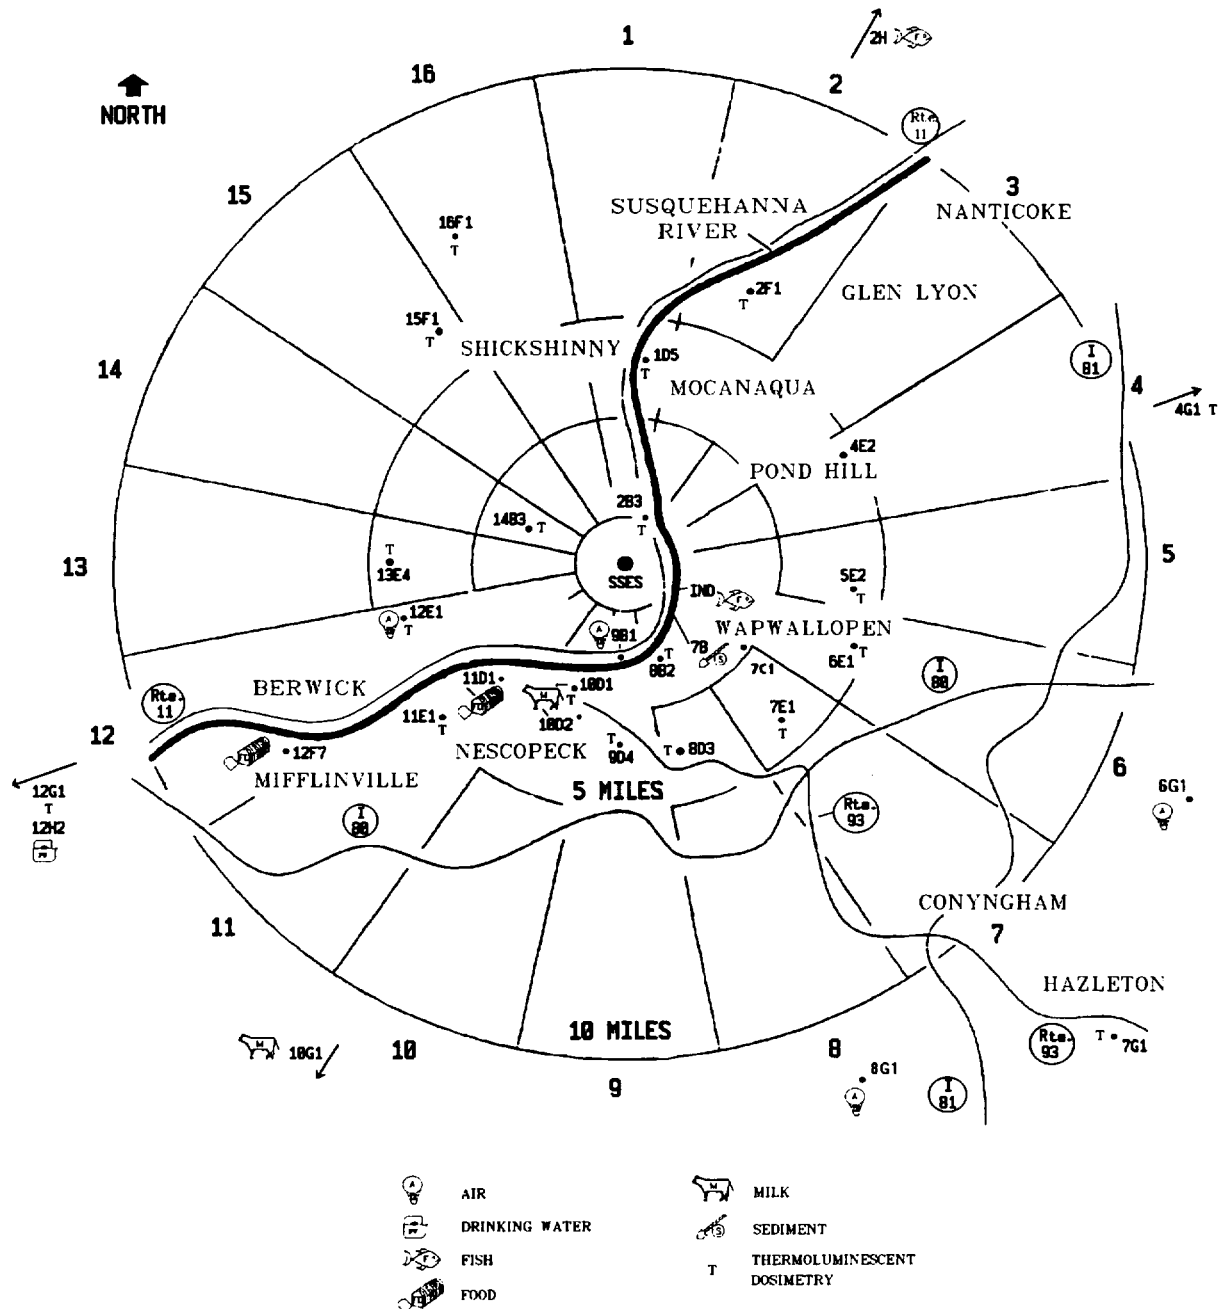 1
2H
F
2
16
NORTH
Rte.
11
15
3
NANTICOKE
SUSQUEHANNA
RIVER
16F1
T
2F1
T
GLEN LYON
15F1
T
SHICKSHINNY
1D5
T
I
81
14
MOCANAQUA
4
4G1 T
4E2
POND HILL
2B3
T
14B3
T
T
13E4
13
5
SSES
5E2
T
IND
F
A
12E1
T
A
9B1
WAPWALLOPEN
7B
S
T
8B2
7C1
T
6E1
I
80
BERWICK
11D1
M
10D1
T
Rte.
11
11E1
T
10D2
7E1
T
12
NESCOPECK
9D4
T
T
8D3
12F7
MIFFLINVILLE
5 MILES
6
12G1
T
12H2
PW
I
80
Rte.
93
6G1
A
CONYNGHAM
7
11
HAZLETON
10 MILES
M
10G1
10
9
8
8G1
A
I
81
Rte.
93
T
7G1
A
AIR
M
MILK
PW
DRINKING WATER
S
SEDIMENT
F
FISH
T
THERMOLUMINESCENT
DOSIMETRY
FOOD